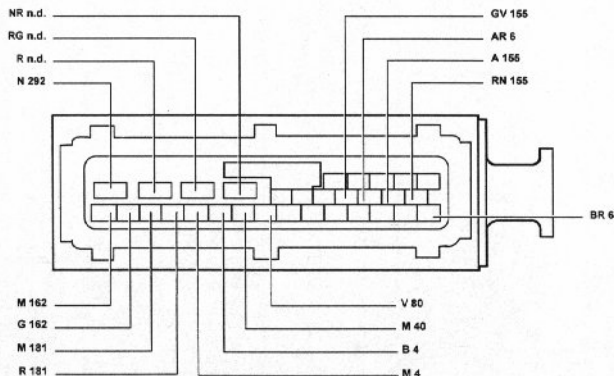 NR n.d.
RG n.d.
R n.d.
N 292
GV 155
AR 6
A 155
RN 155
BR 6
M 162
G 162
M 181
R 181
V 80
M 40
B 4
M 4